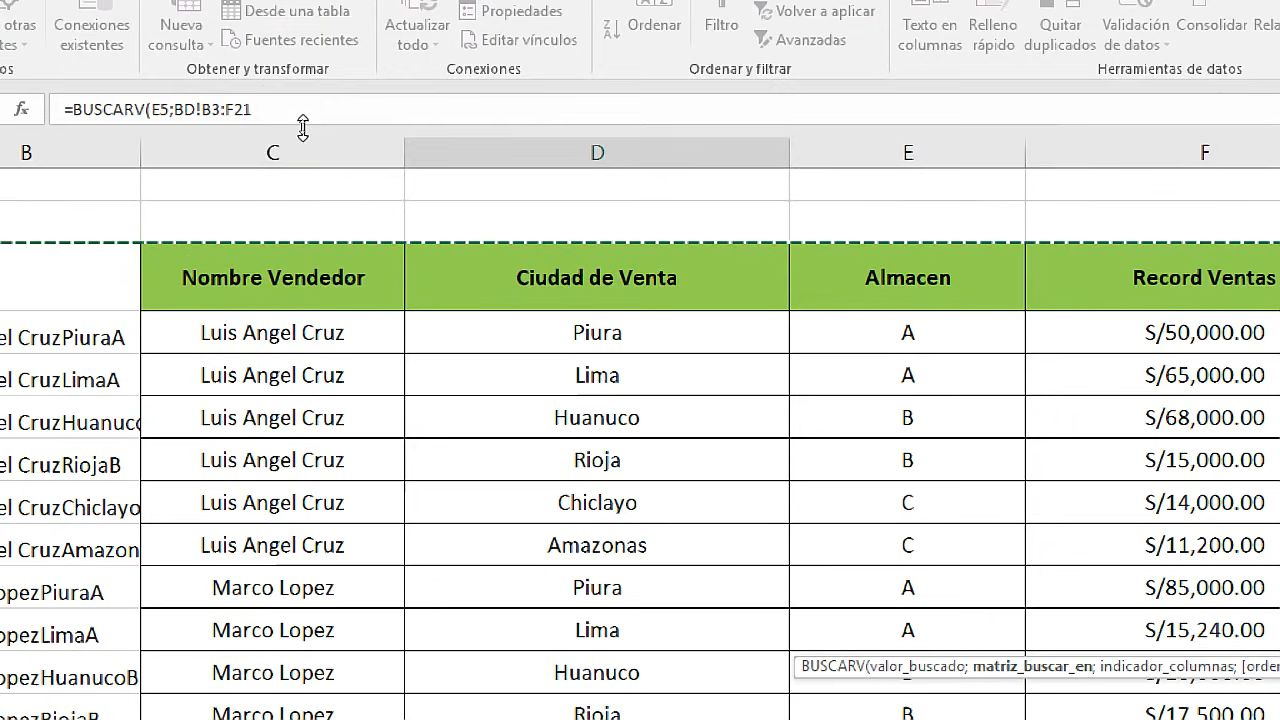 otras
es
Conexiones
existentes
Nueva
consulta
Desde una tabla
Fuentes recientes
Obtener y transformar
Actualizar
todo
Propiedades
Editar vínculos
Conexiones
Ordenar
Filtro
Volver a aplicar
Avanzadas
Ordenar y filtrar
Texto en
columnas
Relleno
rápido
Quitar
duplicados
Validación
de datos
Consolidar
Rela
Herramientas de datos
fx =BUSCARV(E5;BD!B3:F21
B C D E F
Nombre Vendedor Ciudad de Venta Almacen Record Ventas
el CruzPiuraA Luis Angel Cruz Piura A S/50,000.00
el CruzLimaA Luis Angel Cruz Lima A S/65,000.00
el CruzHuanuco Luis Angel Cruz Huanuco B S/68,000.00
el CruzRiojaB Luis Angel Cruz Rioja B S/15,000.00
el CruzChiclayo Luis Angel Cruz Chiclayo C S/14,000.00
el CruzAmazon Luis Angel Cruz Amazonas C S/11,200.00
opezPiuraA Marco Lopez Piura A S/85,000.00
opezLimaA Marco Lopez Lima A S/15,240.00
BUSCARV(valor_buscado; matriz_buscar_en; indicador_columnas; [orde
opezHuanucoB Marco Lopez Huanuco
opezRiojaB Marco Lopez Rioja B S/17,500.00